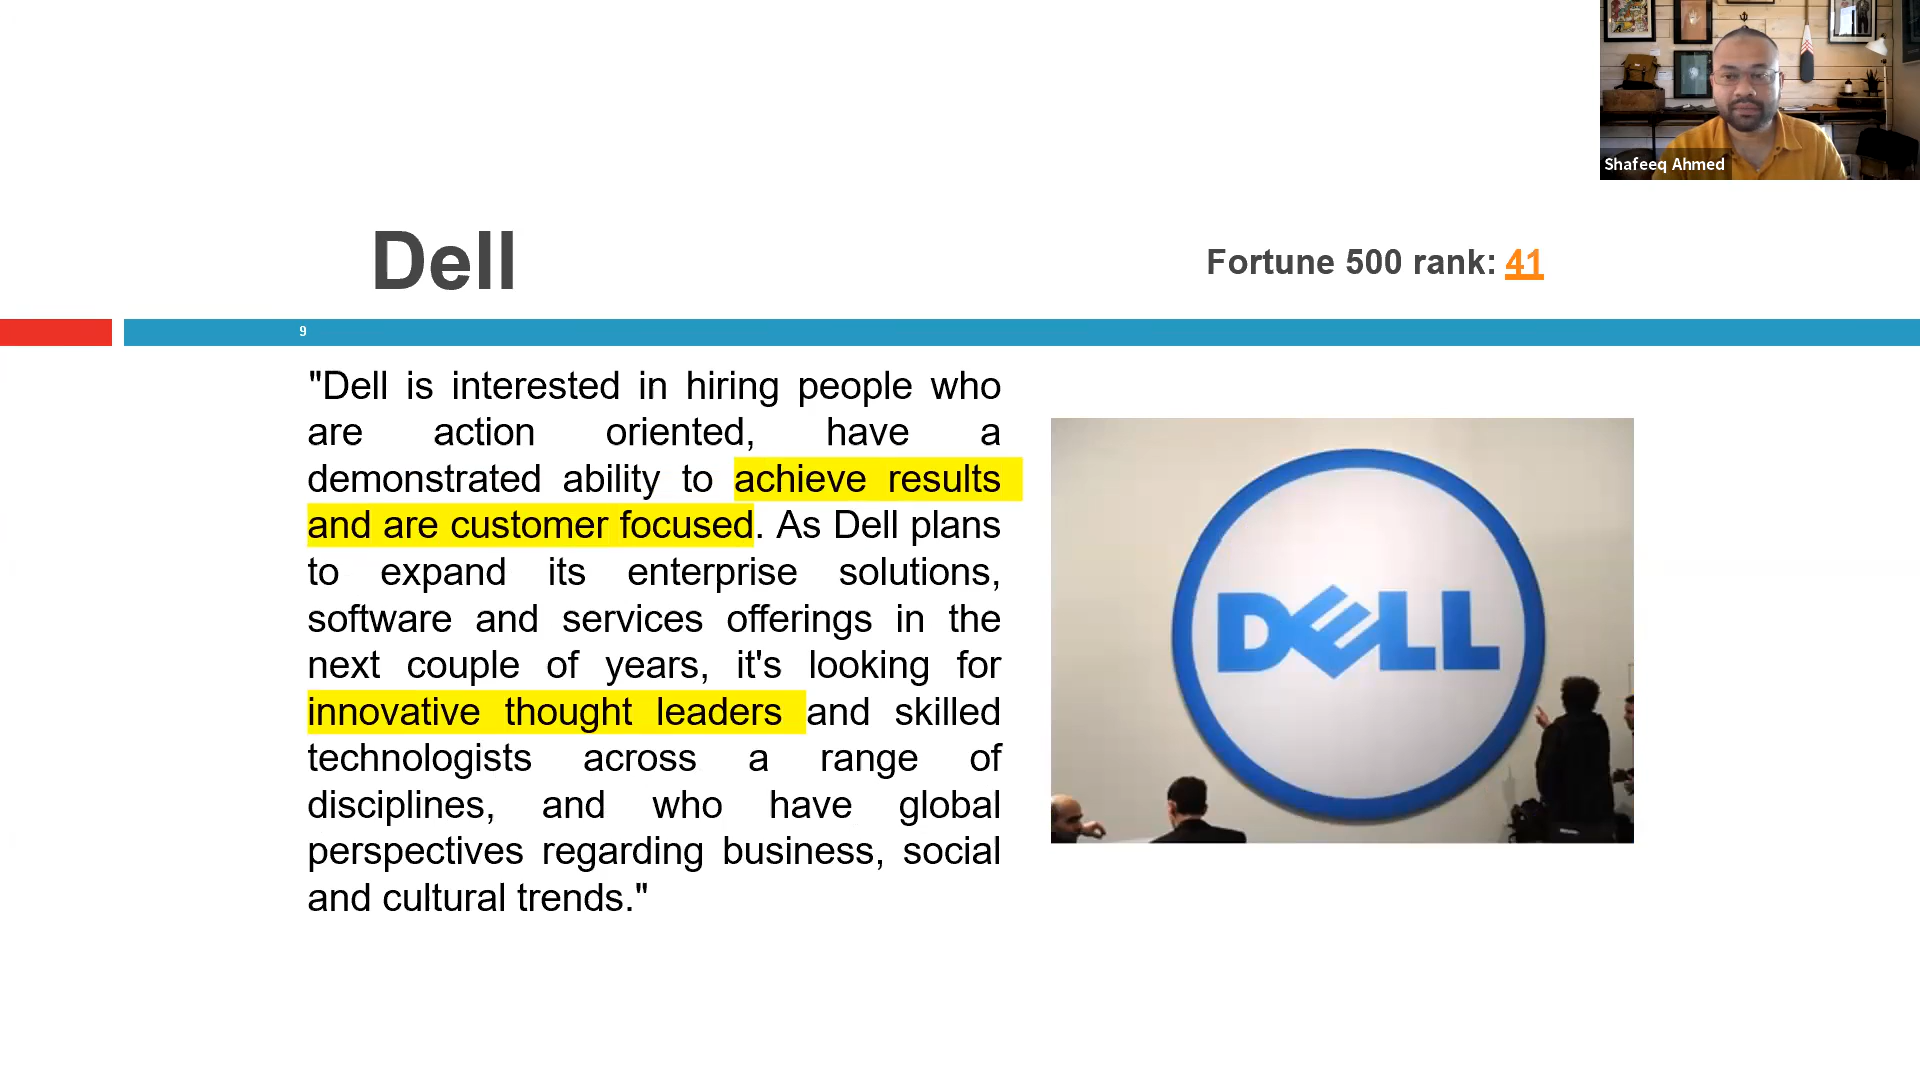 Shafeeq Ahmed
Dell
Fortune 500 rank: 41
9
"Dell is interested in hiring people who
are action oriented, have a
demonstrated ability to achieve results
and are customer focused. As Dell plans
to expand its enterprise solutions,
software and services offerings in the
next couple of years, it's looking for
innovative thought leaders and skilled
technologists across a range of
disciplines, and who have global
perspectives regarding business, social
and cultural trends."
DELL